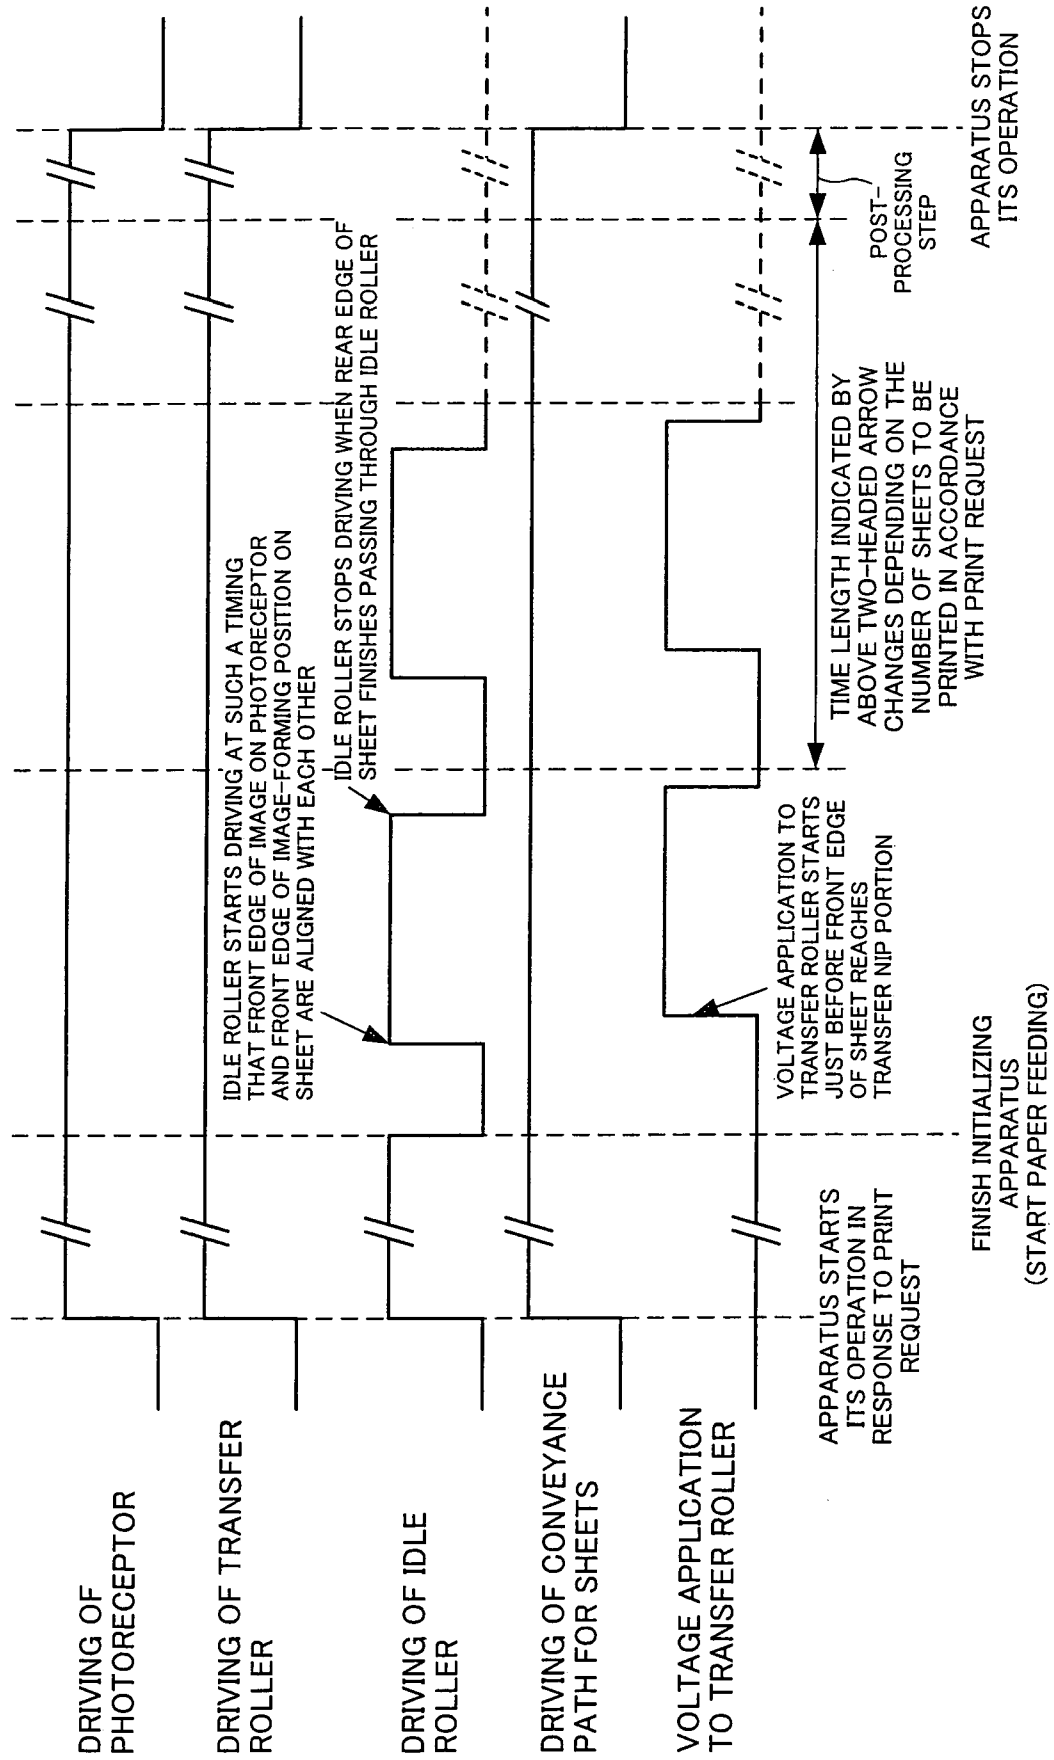 DRIVING OF
PHOTORECEPTOR
DRIVING OF TRANSFER
ROLLER
IDLE ROLLER STARTS DRIVING AT SUCH A TIMING
THAT FRONT EDGE OF IMAGE ON PHOTORECEPTOR
AND FRONT EDGE OF IMAGE-FORMING POSITION ON
SHEET ARE ALIGNED WITH EACH OTHER
IDLE ROLLER STOPS DRIVING WHEN REAR EDGE OF
SHEET FINISHES PASSING THROUGH IDLE ROLLER
DRIVING OF IDLE
ROLLER
DRIVING OF CONVEYANCE
PATH FOR SHEETS
VOLTAGE APPLICATION
TO TRANSFER ROLLER
VOLTAGE APPLICATION TO
TRANSFER ROLLER STARTS
JUST BEFORE FRONT EDGE
OF SHEET REACHES
TRANSFER NIP PORTION
APPARATUS STARTS
ITS OPERATION IN
RESPONSE TO PRINT
REQUEST
TIME LENGTH INDICATED BY
ABOVE TWO-HEADED ARROW
CHANGES DEPENDING ON THE
NUMBER OF SHEETS TO BE
PRINTED IN ACCORDANCE
WITH PRINT REQUEST
POST-
PROCESSING
STEP
FINISH INITIALIZING
APPARATUS
(START PAPER FEEDING)
APPARATUS STOPS
ITS OPERATION